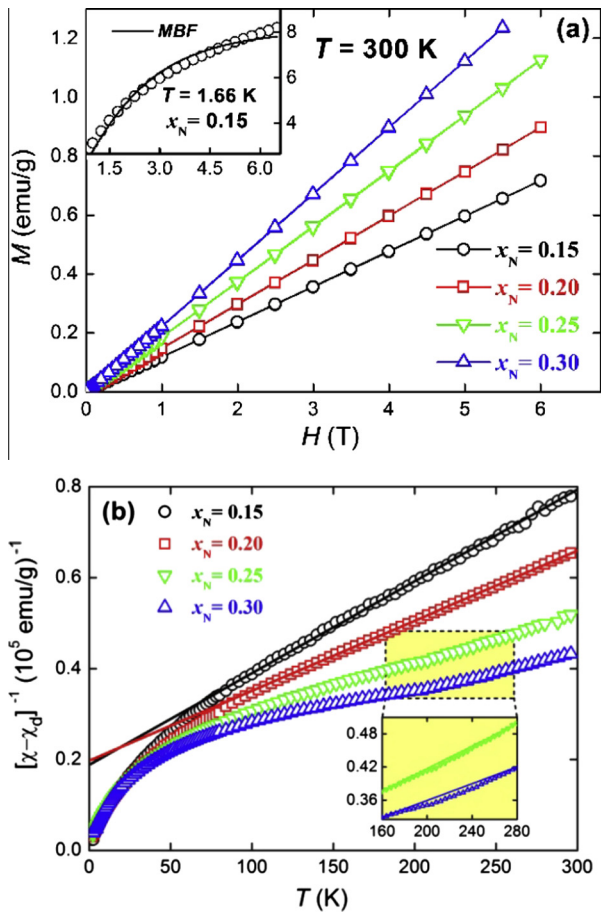 (a)
T = 300 K
MBF
T = 1.66 K
x_N = 0.15
8
6
4
1.5 3.0 4.5 6.0
1.2
1.0
0.8
0.6
0.4
0.2
0.0
M (emu/g)
x_N = 0.15
x_N = 0.20
x_N = 0.25
x_N = 0.30
0 1 2 3 4 5 6
H (T)
(b)
x_N = 0.15
x_N = 0.20
x_N = 0.25
x_N = 0.30
0.8
0.6
0.4
0.2
0.0
[χ–χ_d]⁻¹ (10⁵ emu/g)⁻¹
0.48
0.42
0.36
160 200 240 280
0 50 100 150 200 250 300
T (K)